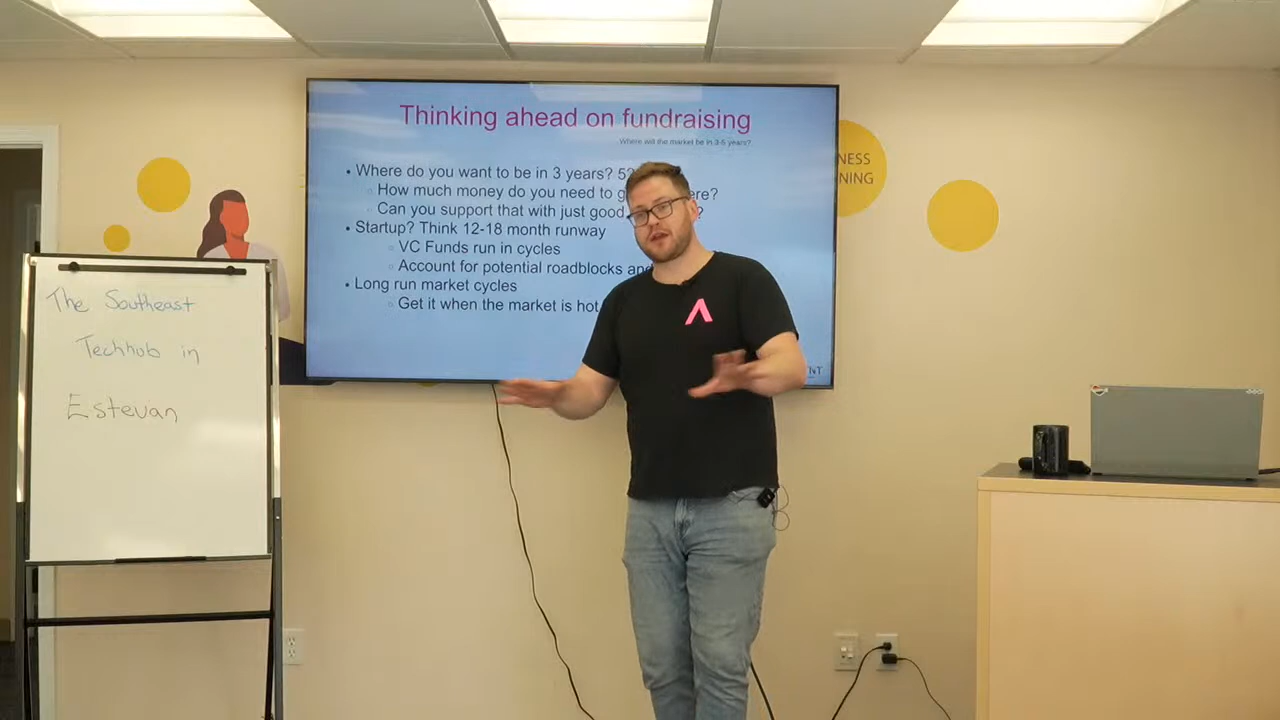 Thinking ahead on fundraising
Where will the market be in 3-5 years?
• Where do you want to be in 3 years? 5?
How much money do you need to g ere?
Can you support that with just good ?
• Startup? Think 12-18 month runway
VC Funds run in cycles
Account for potential roadblocks and
• Long run market cycles
Get it when the market is hot
NESS
NING
The Southeast
Techhub in
Estevan